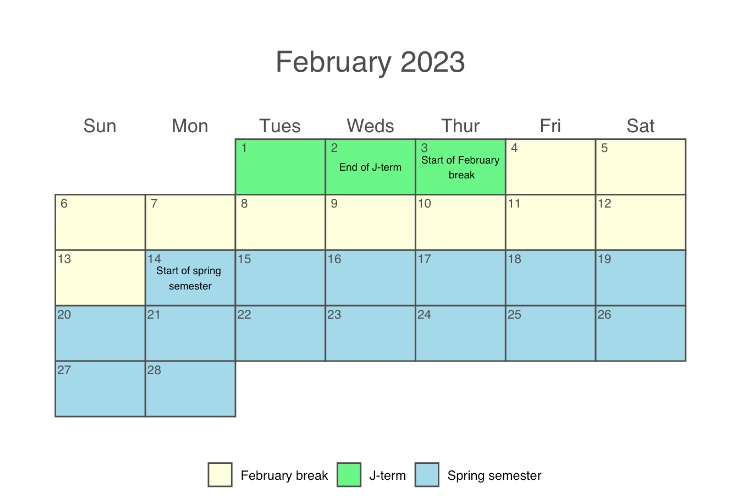 February 2023
Sun Mon Tues Weds Thur Fri Sat
1 2 3 4 5
End of J-term
Start of February
break
6 7 8 9 10 11 12
13 14 15 16 17 18 19
Start of spring
semester
20 21 22 23 24 25 26
27 28
February break J-term Spring semester